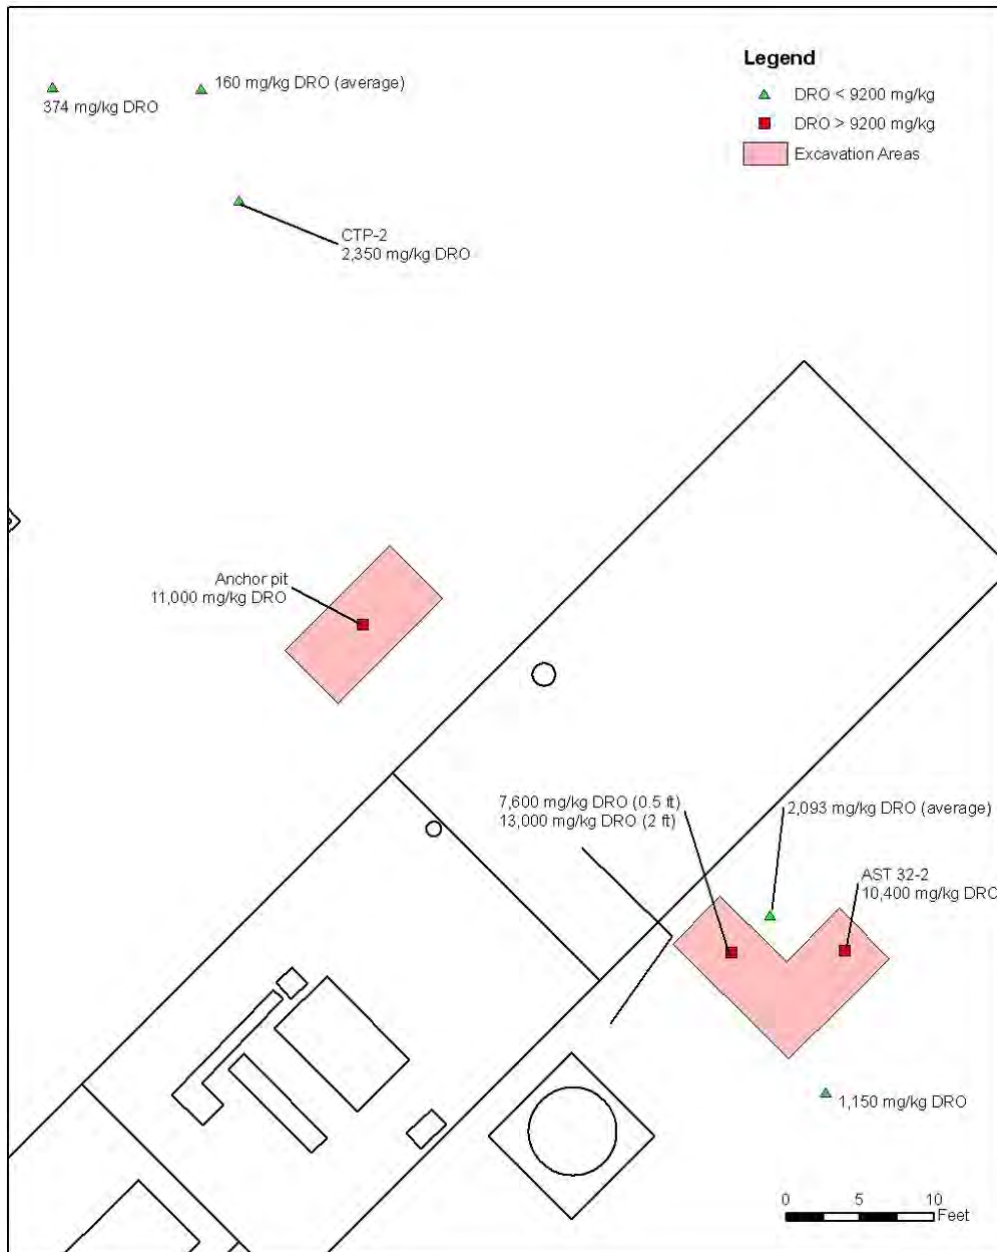 Legend
DRO < 9200 mg/kg
DRO > 9200 mg/kg
Excavation Areas
374 mg/kg DRO
160 mg/kg DRO (average)
CTP-2
2,350 mg/kg DRO
Anchor pit
11,000 mg/kg DRO
7,600 mg/kg DRO (0.5 ft)
13,000 mg/kg DRO (2 ft)
2,093 mg/kg DRO (average)
AST 32-2
10,400 mg/kg DRO
1,150 mg/kg DRO
0 5 10
Feet